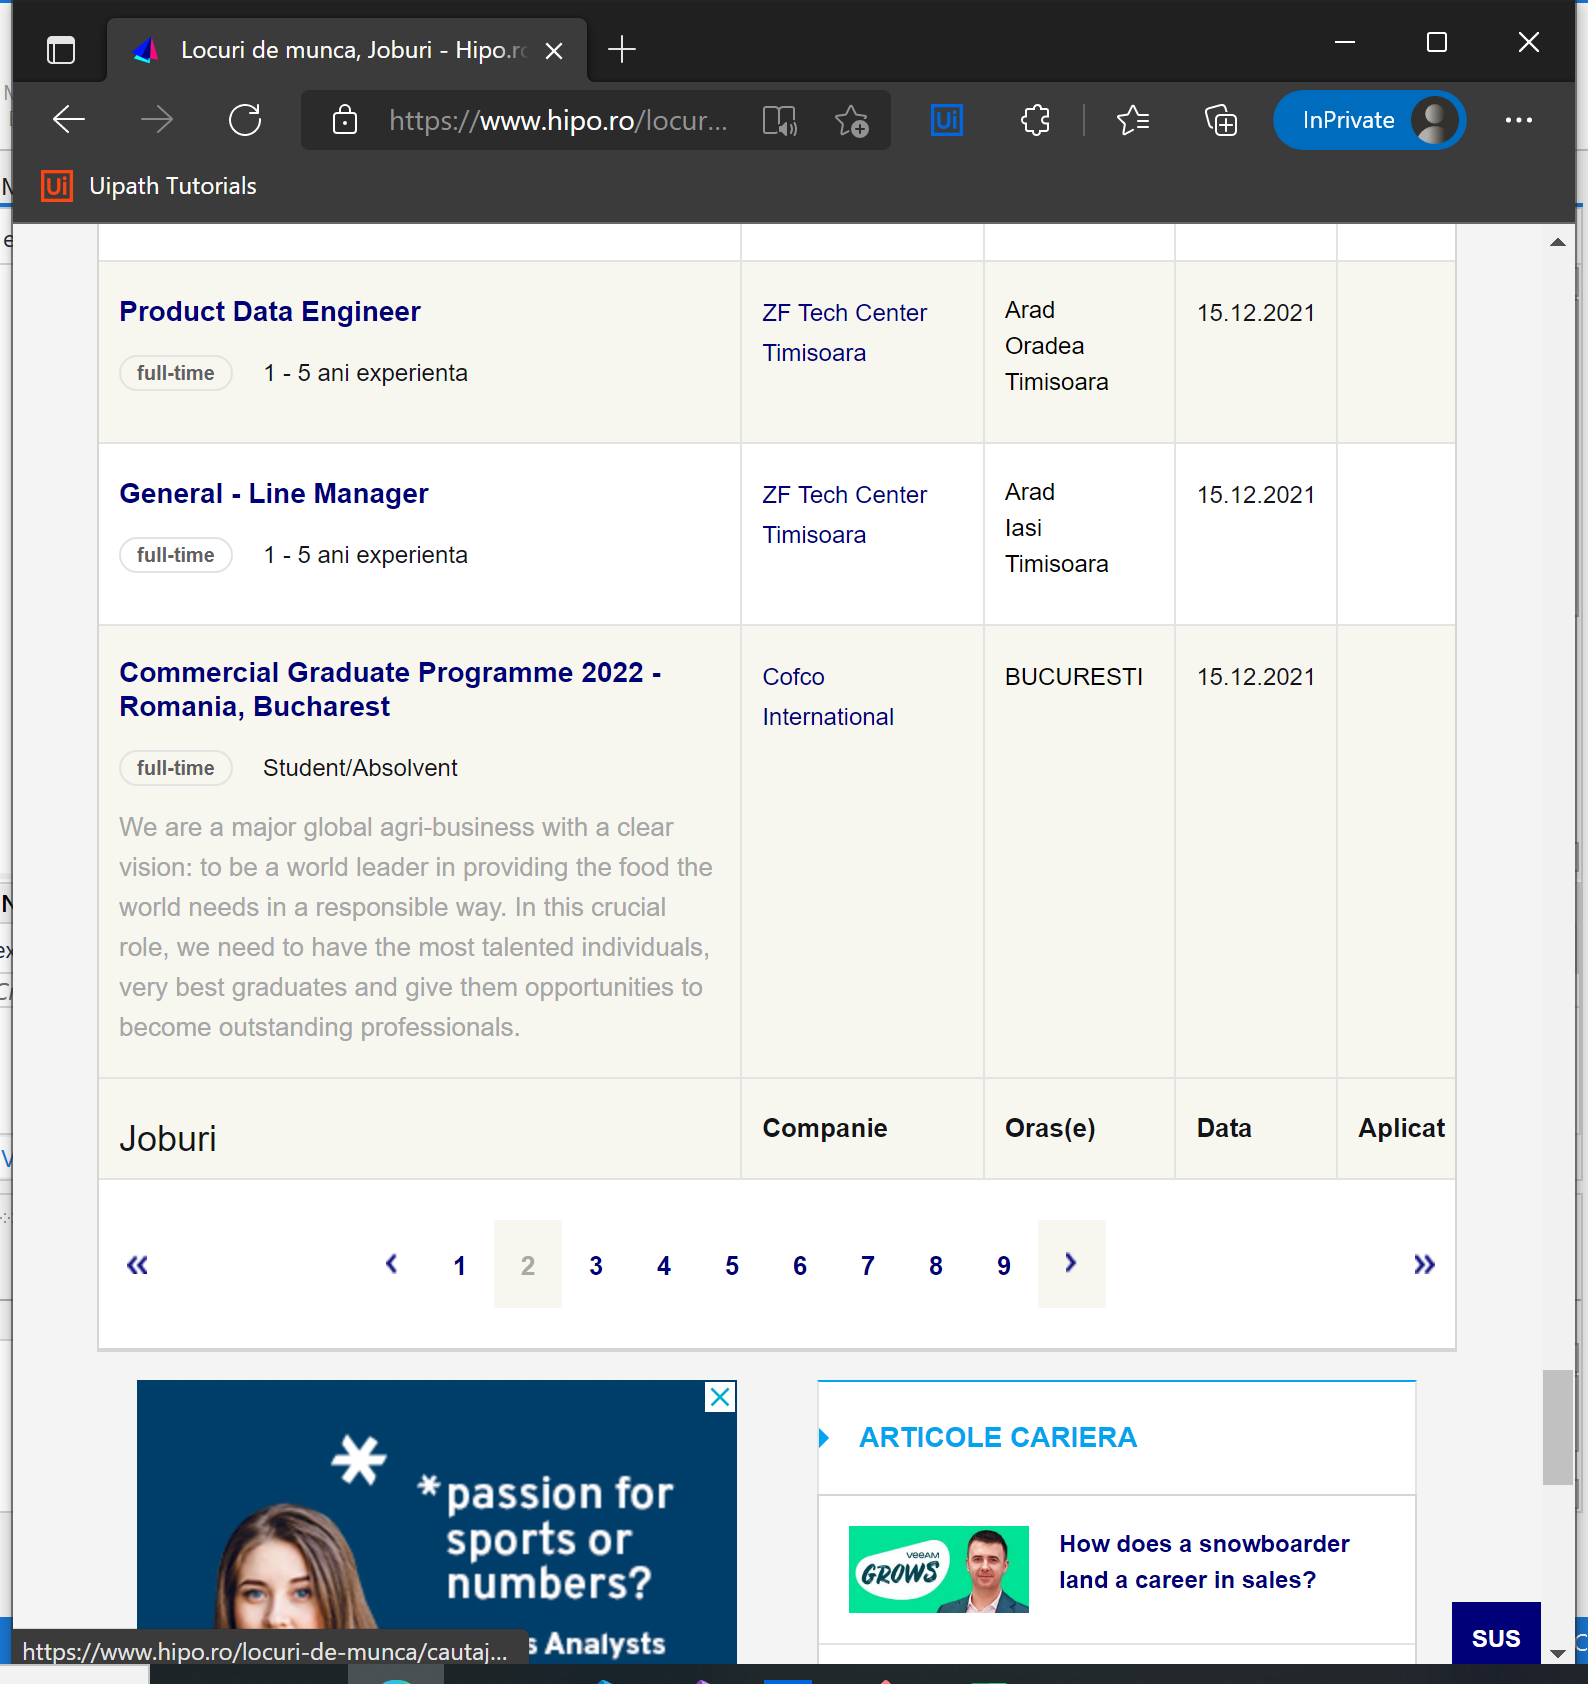 Locuri de munca, Joburi - Hipo.ro
https://www.hipo.ro/locur...
InPrivate
Uipath Tutorials
Product Data Engineer
full-time 1 - 5 ani experienta
ZF Tech Center
Timisoara
Arad
Oradea
Timisoara
15.12.2021
General - Line Manager
full-time 1 - 5 ani experienta
ZF Tech Center
Timisoara
Arad
Iasi
Timisoara
15.12.2021
Commercial Graduate Programme 2022 -
Romania, Bucharest
full-time Student/Absolvent
We are a major global agri-business with a clear
vision: to be a world leader in providing the food the
world needs in a responsible way. In this crucial
role, we need to have the most talented individuals,
very best graduates and give them opportunities to
become outstanding professionals.
Cofco
International
BUCURESTI
15.12.2021
Joburi Companie Oras(e) Data Aplicat
« ‹ 1 2 3 4 5 6 7 8 9 › »
*passion for
sports or
numbers?
s Analysts
ARTICOLE CARIERA
veeAM
GROWS
How does a snowboarder
land a career in sales?
SUS
https://www.hipo.ro/locuri-de-munca/cautaj...